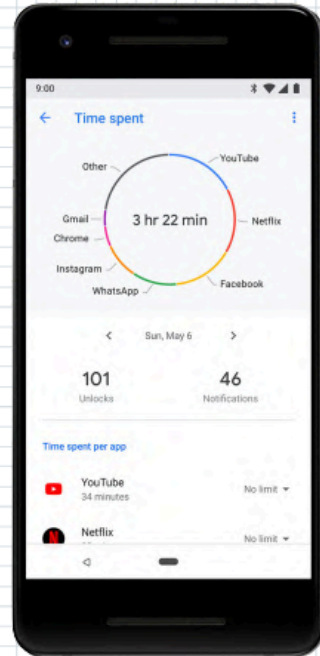 9:00
Time spent
Other
YouTube
Gmail
3 hr 22 min
Netflix
Chrome
Instagram
Facebook
WhatsApp
Sun, May 6
101
46
Unlocks
Notifications
Time spent per app
YouTube
No limit
34 minutes
Netflix
No limit